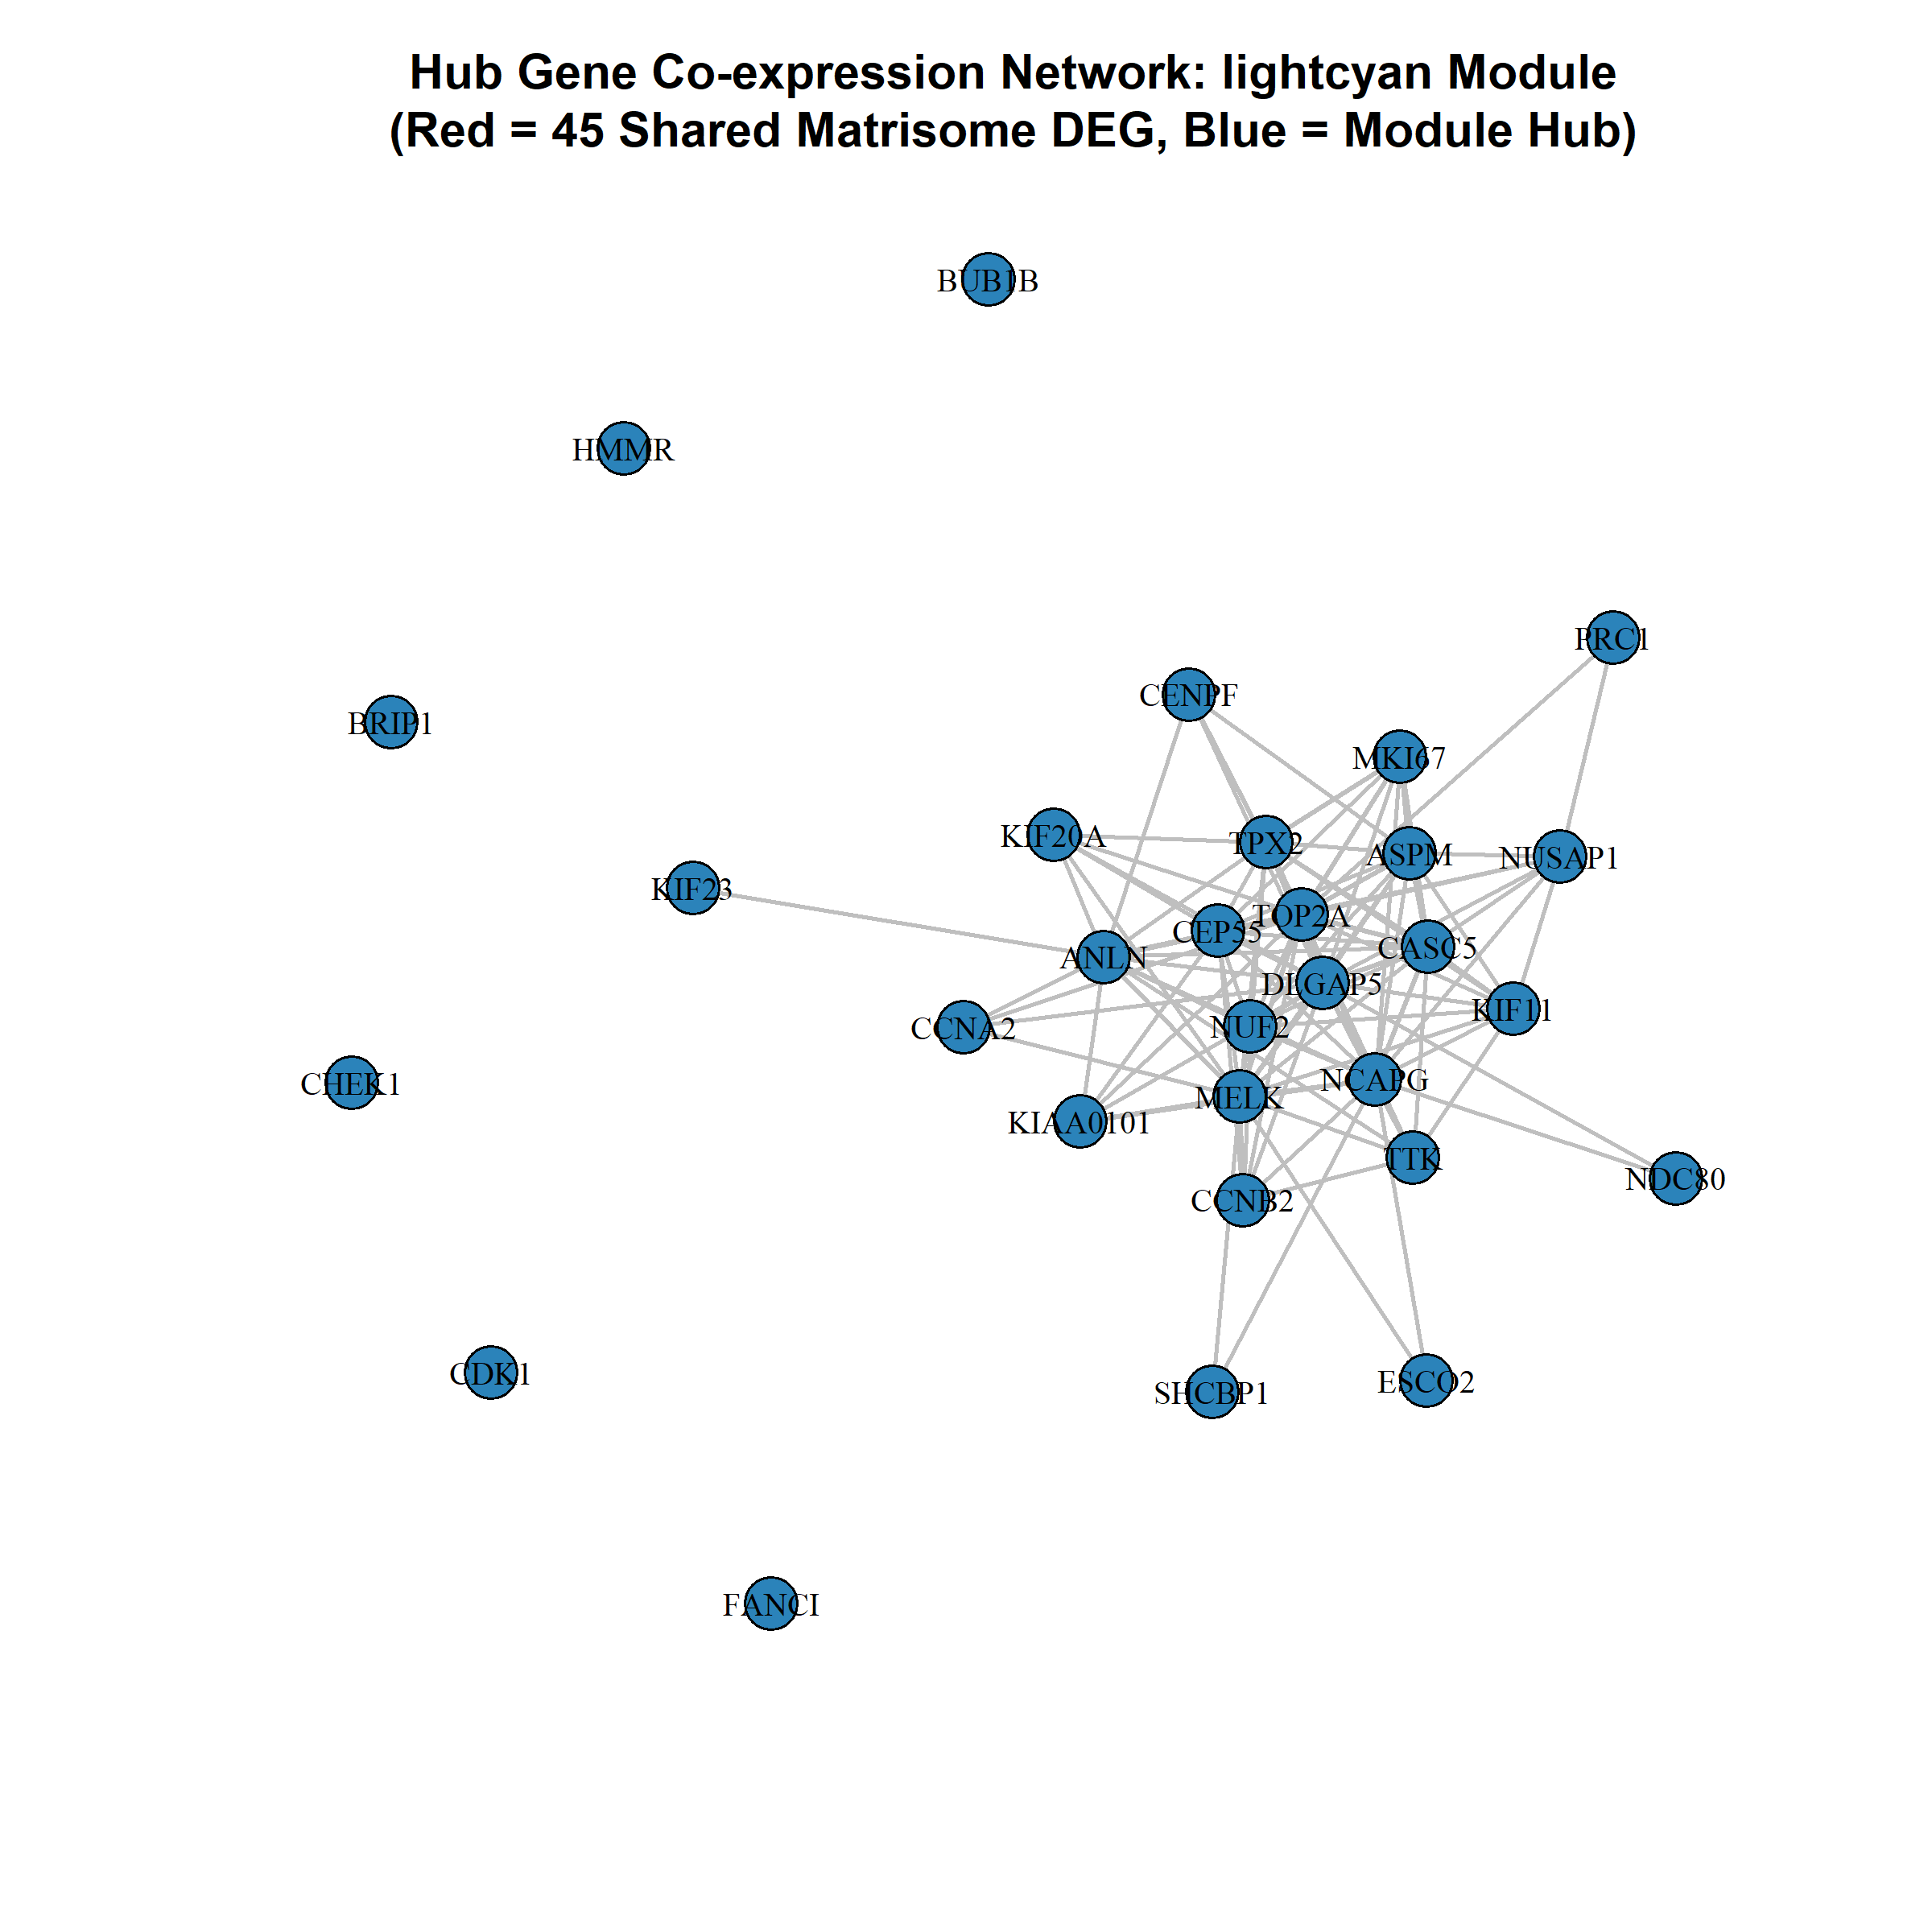 Hub Gene Co-expression Network: lightcyan Module
(Red = 45 Shared Matrisome DEG, Blue = Module Hub)
BUB1B
HMMR
PRC1
CENPF
BRIP1
MKI67
KIF20A
TPX2
ASPM
NUSAP1
KIF23
TOP2A
CEP55
CASC5
ANLN
DLGAP5
KIF11
CCNA2
NUF2
CHEK1
NCAPG
MELK
KIAA0101
TTK
NDC80
CCNB2
CDK1
ESCO2
SHCBP1
FANCI